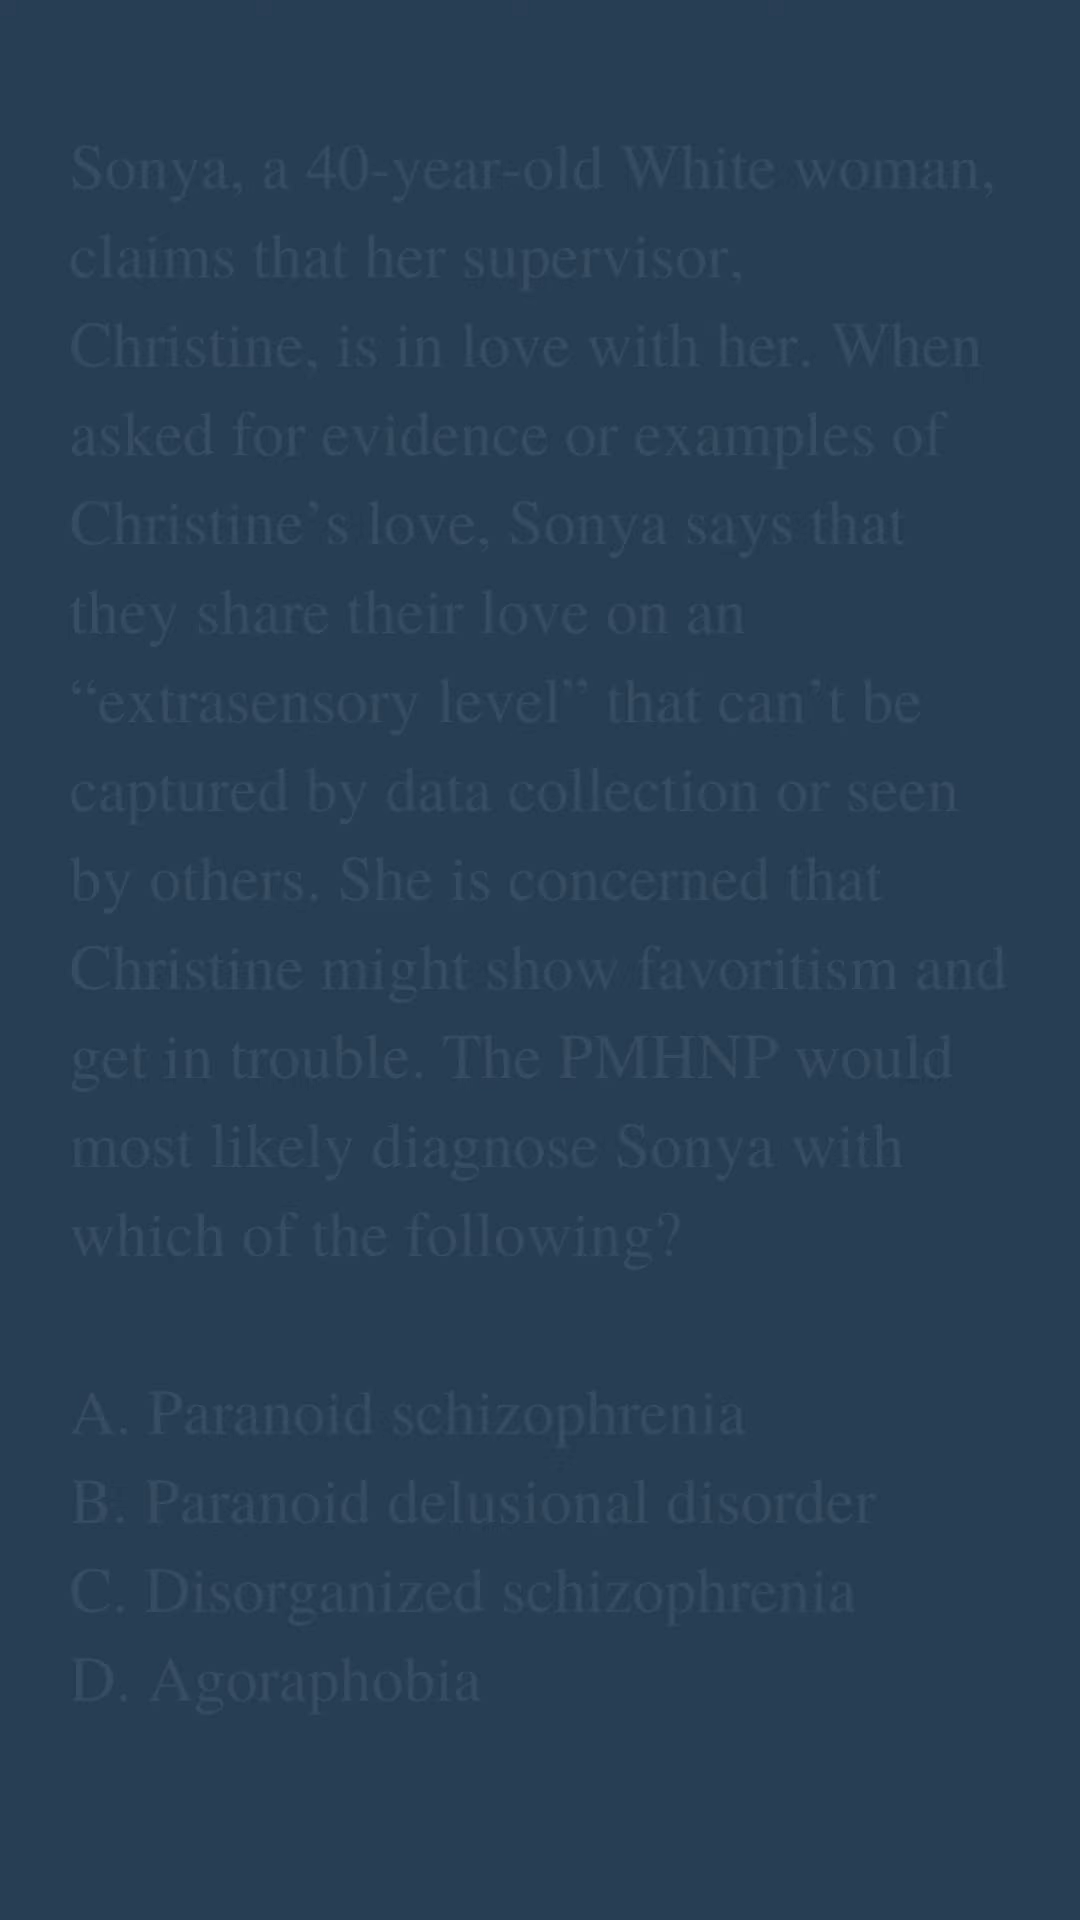 Sonya, a 40-year-old White woman,
claims that her supervisor,
Christine, is in love with her. When
asked for evidence or examples of
Christine’s love, Sonya says that
they share their love on an
“extrasensory level” that can’t be
captured by data collection or seen
by others. She is concerned that
Christine might show favoritism and
get in trouble. The PMHNP would
most likely diagnose Sonya with
which of the following?
A. Paranoid schizophrenia
B. Paranoid delusional disorder
C. Disorganized schizophrenia
D. Agoraphobia